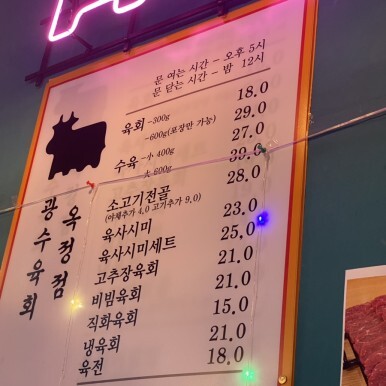 문 여는 시간 - 오후 5시
문 닫는 시간 - 밤 12시
육회 -300g 18.0
-600g(포장만 가능) 29.0
수육 -小 400g 27.0
大 600g 39.0
소고기전골 28.0
(야채추가 4.0 고기추가 9.0)
육사시미 23.0
육사시미세트 25.0
고추장육회 21.0
비빔육회 21.0
직화육회 15.0
냉육회 21.0
육전 18.0
광수육회
옥정점